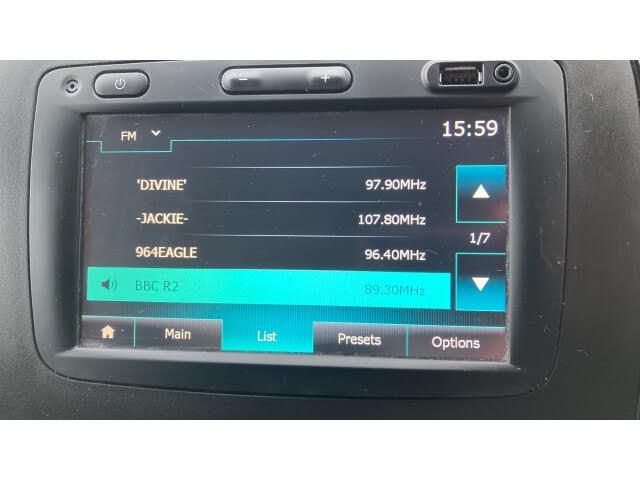 FM 15:59
'DIVINE' 97.90MHz
-JACKIE- 107.80MHz
1/7
964EAGLE 96.40MHz
BBC R2 89.30MHz
Main List Presets Options